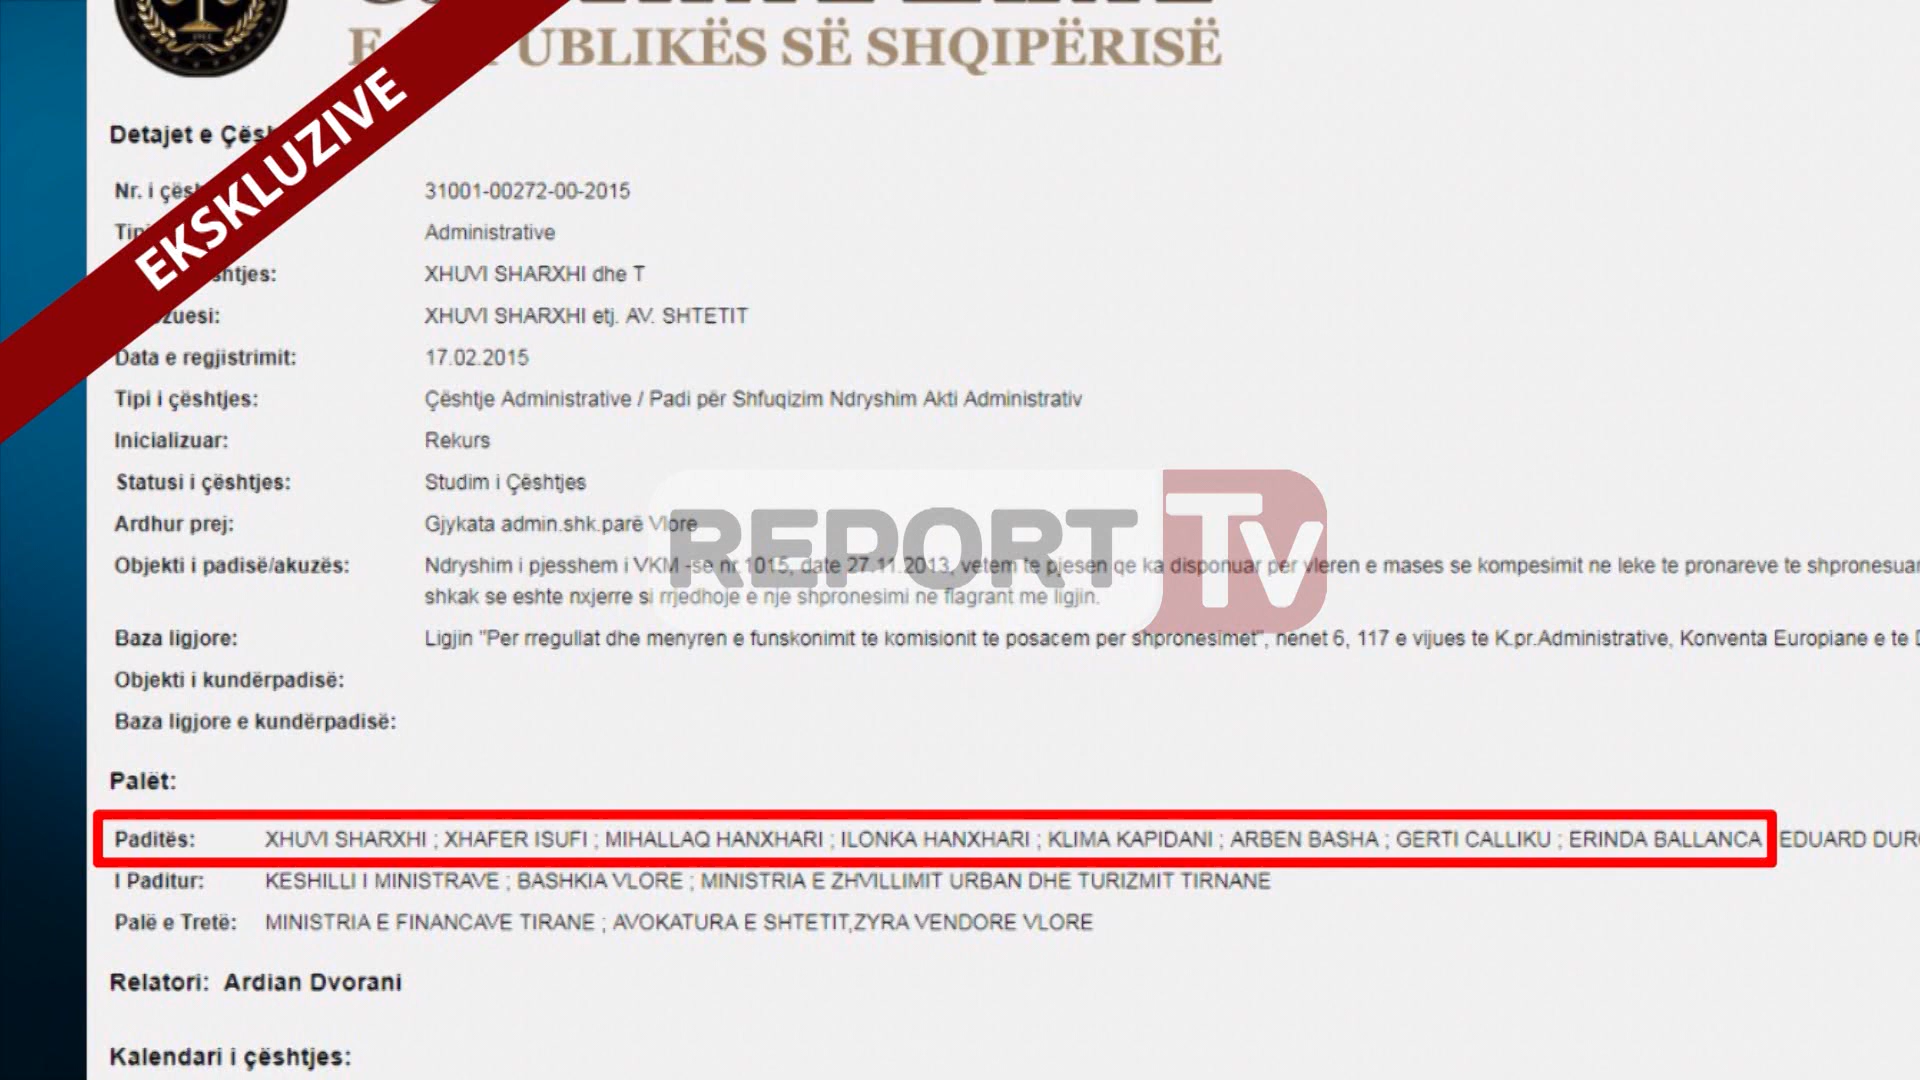 UBLIKËS SË SHQIPËRISË
EKSKLUZIVE
Detajet e
Nr. i 31001-00272-00-2015
Administrative
XHUVI SHARXHI dhe T
XHUVI SHARXHI etj. AV. SHTETIT
Data e regjistrimit: 17.02.2015
Tipi i çështjes: Çështje Administrative / Padi për Shfuqizim Ndryshim Akti Administrativ
Inicializuar: Rekurs
Statusi i çështjes: Studim i Çështjes
Ardhur prej: Gjykata admin.shk.parë Vlore
REPORT TV
Objekti i padisë/akuzës: Ndryshim i pjesshem i VKM -se nr.1015, date 27.11.2013, vetem te pjesen qe ka disponuar per vleren e mases se kompesimit ne leke te pronareve te shpronesuar
shkak se eshte nxjerre si rrjedhoje e nje shpronesimi ne flagrant me ligjin.
Baza ligjore: Ligjin "Per rregullat dhe menyren e funskonimit te komisionit te posacem per shpronesimet", nenet 6, 117 e vijues te K.pr.Administrative, Konventa Europiane e te D
Objekti i kundërpadisë:
Baza ligjore e kundërpadisë:
Palët:
Paditës: XHUVI SHARXHI ; XHAFER ISUFI ; MIHALLAQ HANXHARI ; ILONKA HANXHARI ; KLIMA KAPIDANI ; ARBEN BASHA ; GERTI CALLIKU ; ERINDA BALLANCA EDUARD
I Paditur: KESHILLI I MINISTRAVE ; BASHKIA VLORE ; MINISTRIA E ZHVILLIMIT URBAN DHE TURIZMIT TIRNANE
Palë e Tretë: MINISTRIA E FINANCAVE TIRANE ; AVOKATURA E SHTETIT,ZYRA VENDORE VLORE
Relatori: Ardian Dvorani
Kalendari i çështjes: